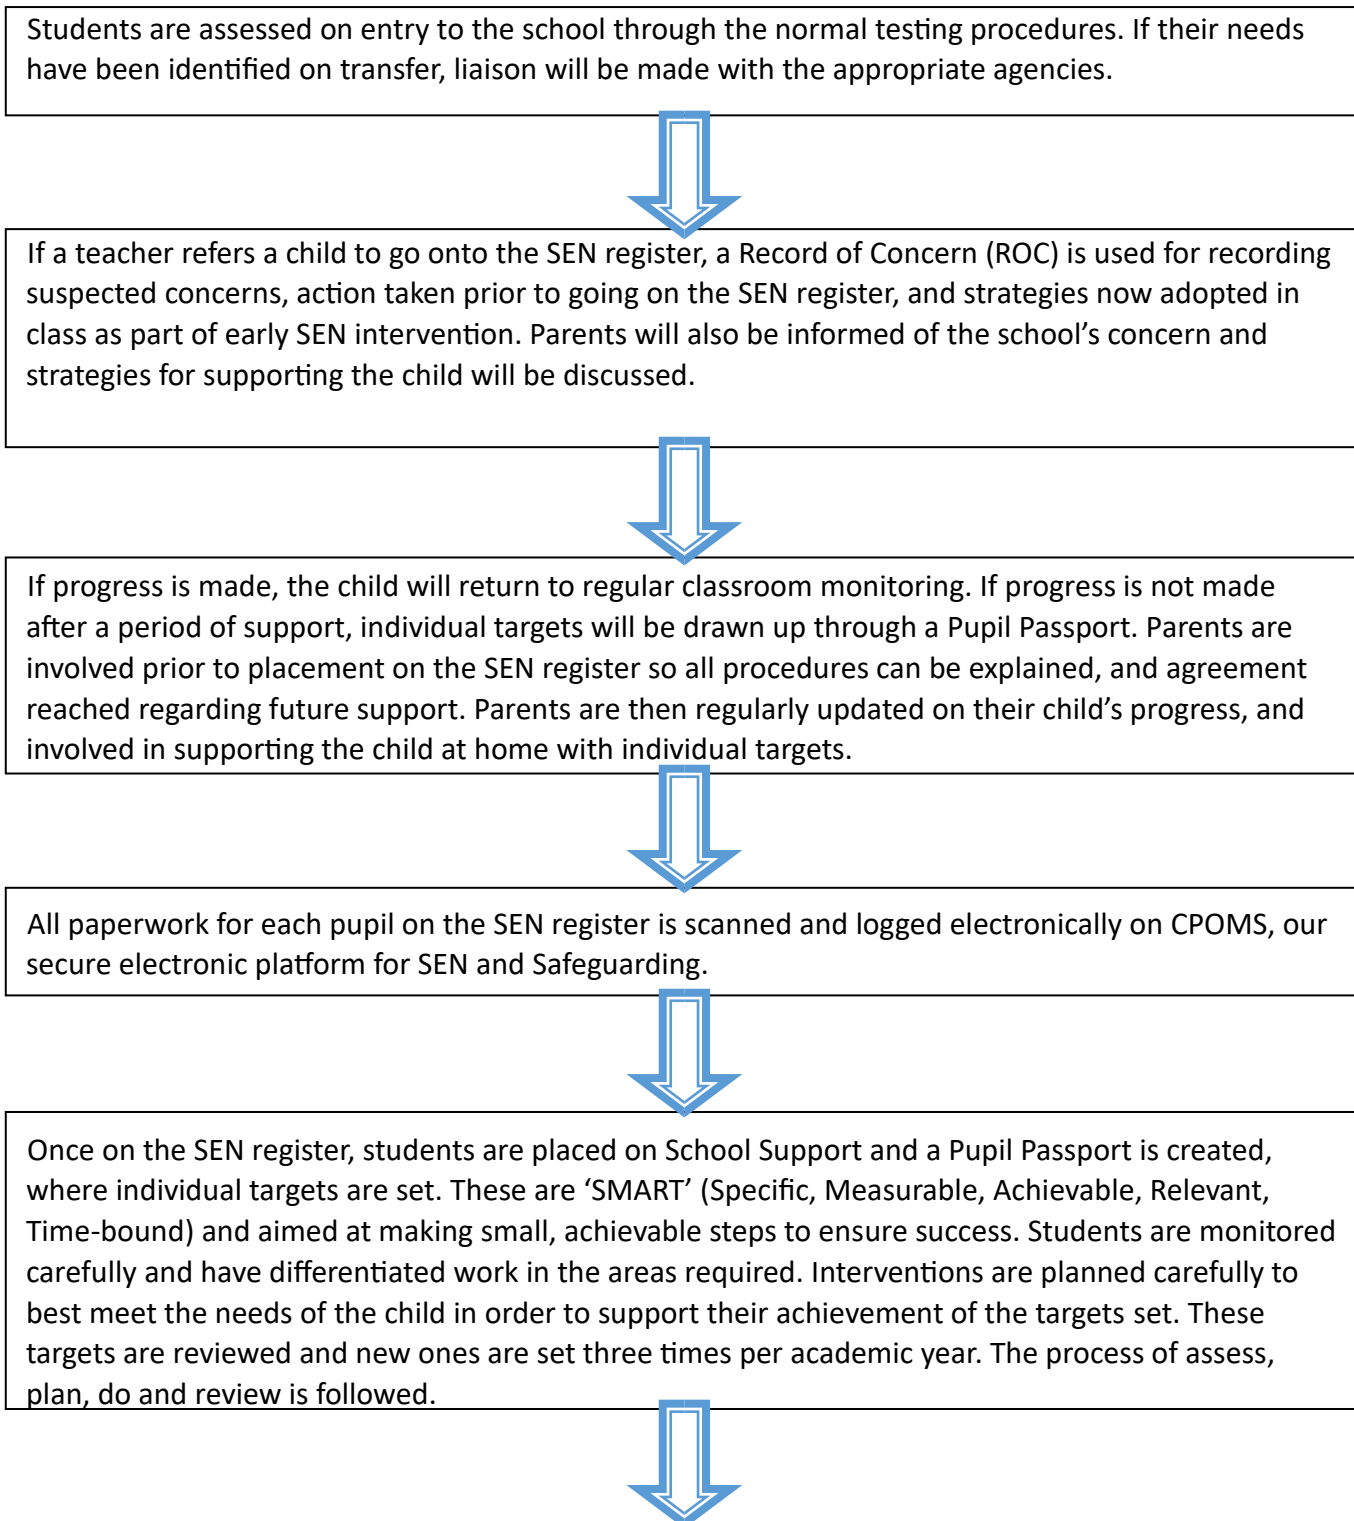 Students are assessed on entry to the school through the normal testing procedures. If their needs
have been identified on transfer, liaison will be made with the appropriate agencies.
If a teacher refers a child to go onto the SEN register, a Record of Concern (ROC) is used for recording
suspected concerns, action taken prior to going on the SEN register, and strategies now adopted in
class as part of early SEN intervention. Parents will also be informed of the school’s concern and
strategies for supporting the child will be discussed.
If progress is made, the child will return to regular classroom monitoring. If progress is not made
after a period of support, individual targets will be drawn up through a Pupil Passport. Parents are
involved prior to placement on the SEN register so all procedures can be explained, and agreement
reached regarding future support. Parents are then regularly updated on their child’s progress, and
involved in supporting the child at home with individual targets.
All paperwork for each pupil on the SEN register is scanned and logged electronically on CPOMS, our
secure electronic platform for SEN and Safeguarding.
Once on the SEN register, students are placed on School Support and a Pupil Passport is created,
where individual targets are set. These are ‘SMART’ (Specific, Measurable, Achievable, Relevant,
Time-bound) and aimed at making small, achievable steps to ensure success. Students are monitored
carefully and have differentiated work in the areas required. Interventions are planned carefully to
best meet the needs of the child in order to support their achievement of the targets set. These
targets are reviewed and new ones are set three times per academic year. The process of assess,
plan, do and review is followed.